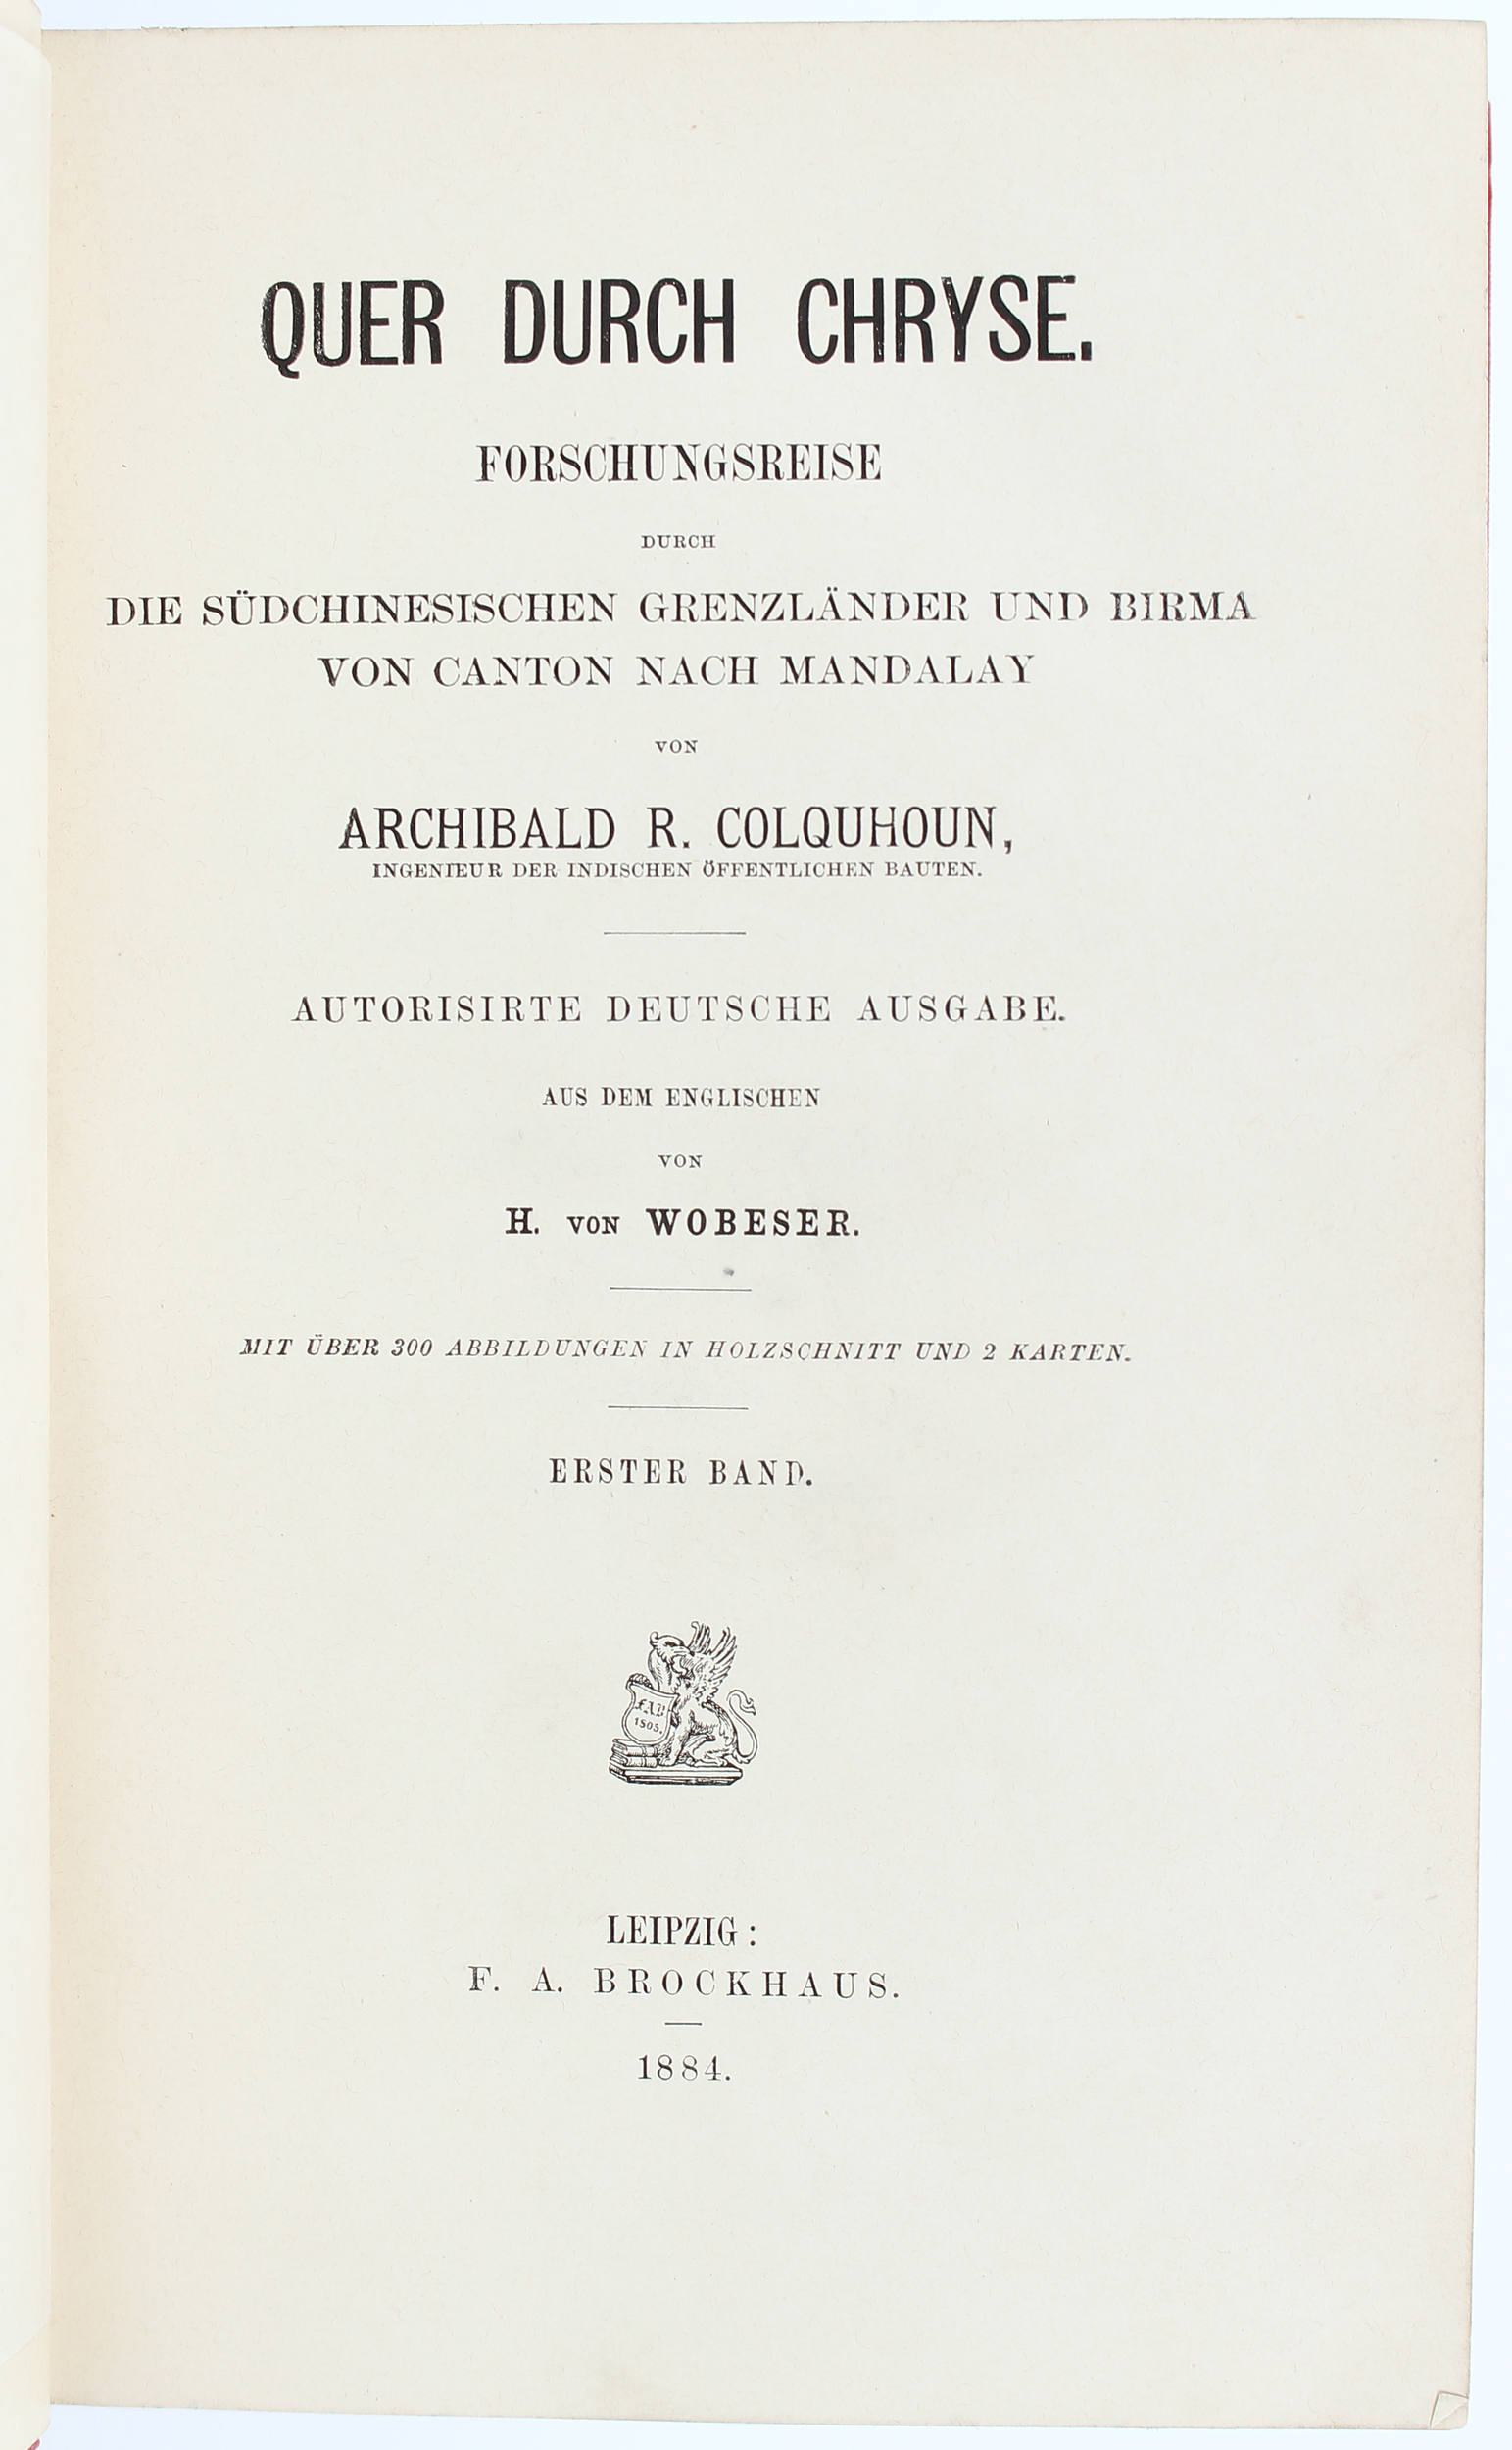 QUER DURCH CHRYSE.
FORSCHUNGSREISE
DURCH
DIE SÜDCHINESISCHEN GRENZLÄNDER UND BIRMA
VON CANTON NACH MANDALAY
VON
ARCHIBALD R. COLQUHOUN,
INGENIEUR DER INDISCHEN ÖFFENTLICHEN BAUTEN.
AUTORISIRTE DEUTSCHE AUSGABE.
AUS DEM ENGLISCHEN
VON
H. VON WOBESER.
MIT ÜBER 300 ABBILDUNGEN IN HOLZSCHNITT UND 2 KARTEN.
ERSTER BAND.
FAB
1805.
LEIPZIG:
F. A. BROCKHAUS.
1884.